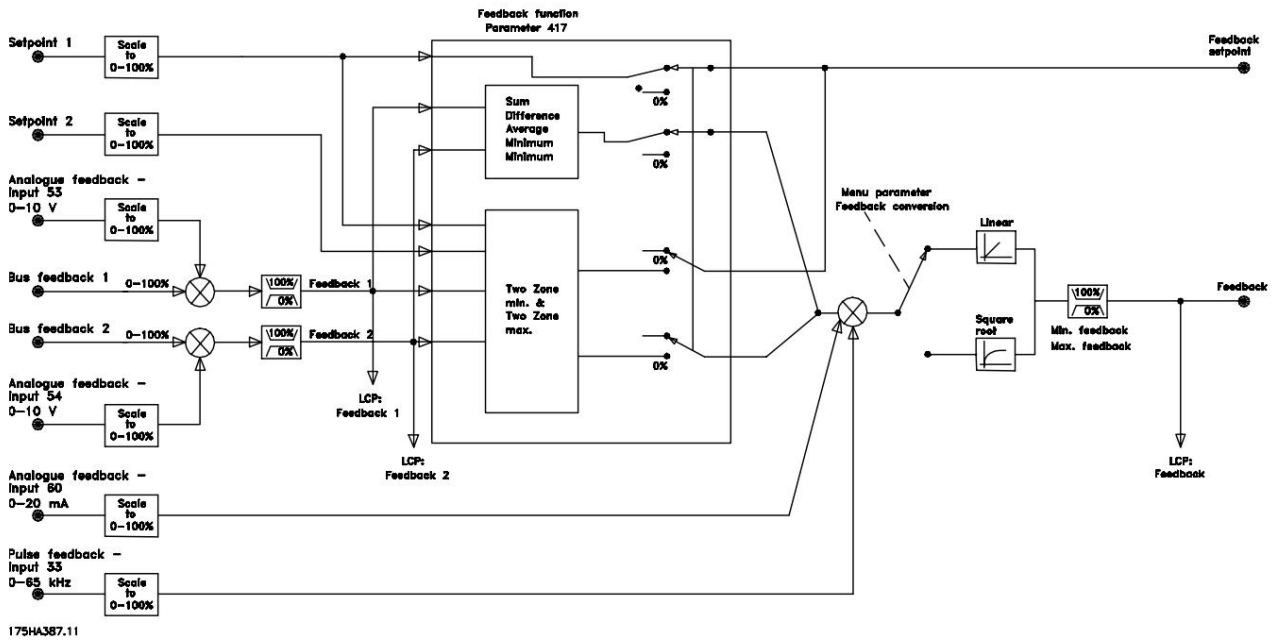 Feedback function
Parameter 417
Setpoint 1
Scale
to
0-100%
Feedback
setpoint
0%
Sum
Difference
Average
Minimum
Minimum
Setpoint 2
Scale
to
0-100%
0%
Analogue feedback -
Input 53
0-10 V
Scale
to
0-100%
Menu parameter
Feedback conversion
Linear
0%
Bus feedback 1
0-100%
100%
0%
Feedback 1
Two Zone
min. &
Two Zone
max.
100%
0%
Feedback
Bus feedback 2
0-100%
100%
0%
Feedback 2
Square
root
Min. feedback
Max. feedback
0%
Analogue feedback -
Input 54
0-10 V
Scale
to
0-100%
LCP:
Feedback 1
LCP:
Feedback 2
LCP:
Feedback
Analogue feedback -
Input 60
0-20 mA
Scale
to
0-100%
Pulse feedback -
Input 33
0-65 kHz
Scale
to
0-100%
175HA387.11